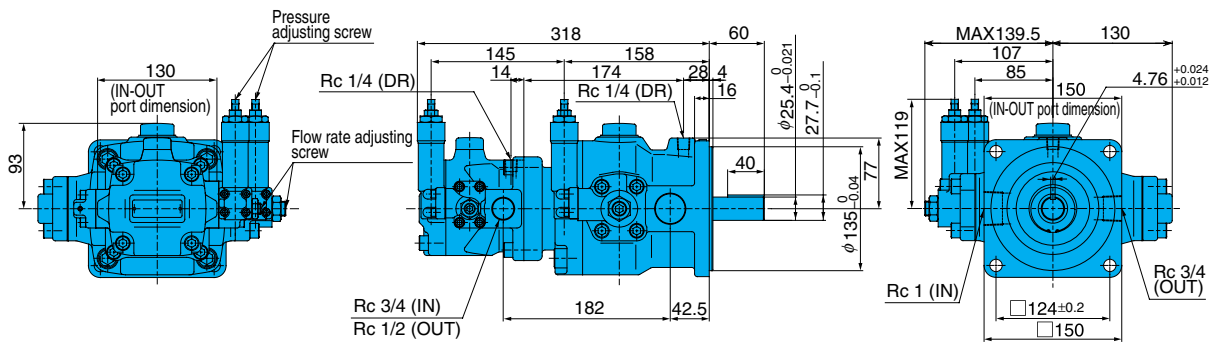 Pressure
adjusting screw
130
(IN-OUT
port dimension)
93
Flow rate adjusting
screw
318
60
145
158
14
174
28
4
16
Rc 1/4 (DR)
Rc 1/4 (DR)
φ25.4 0 -0.021
27.7 0 -0.1
40
77
φ135 0 -0.04
Rc 3/4 (IN)
Rc 1/2 (OUT)
182
42.5
MAX139.5
130
107
85
4.76 +0.024 +0.012
150
(IN-OUT port dimension)
MAX119
Rc 1 (IN)
Rc 3/4
(OUT)
□124±0.2
□150